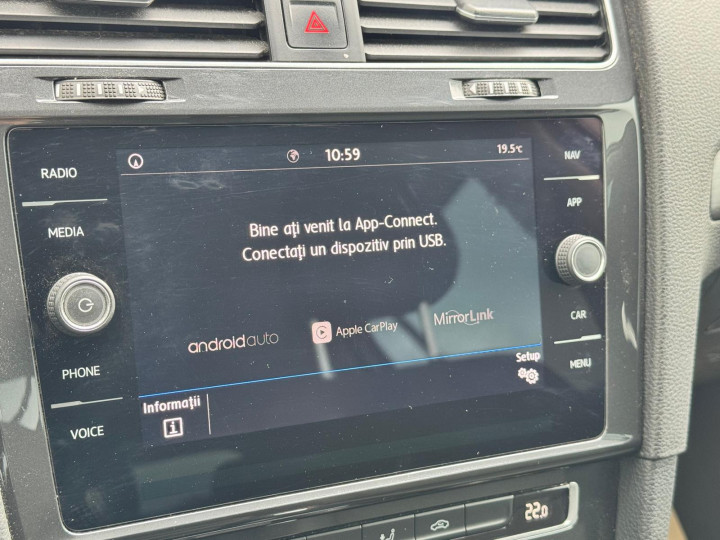 RADIO
MEDIA
PHONE
VOICE
10:59
19.5°C
Bine ați venit la App-Connect.
Conectați un dispozitiv prin USB.
androidauto
Apple CarPlay
MirrorLink
Setup
Informații
i
NAV
APP
CAR
MENU
22.0